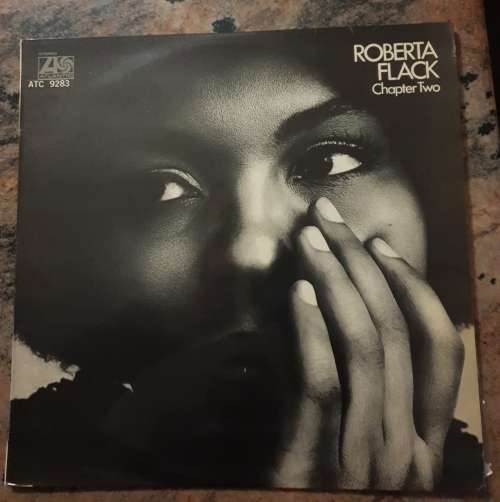 ATC 9283
ROBERTA
FLACK
Chapter Two